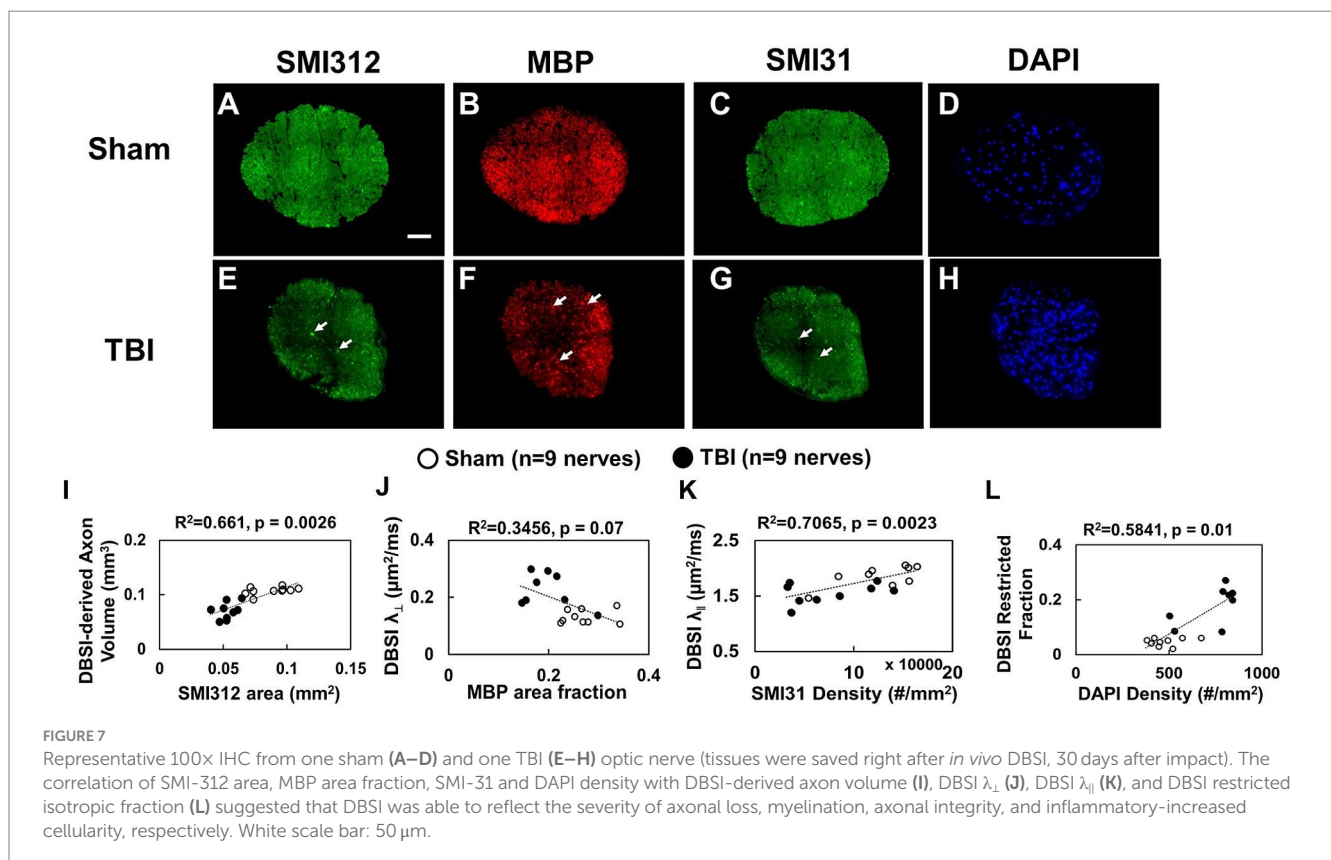 SMI312 MBP SMI31 DAPI
Sham
A B C D
TBI
E F G H
Sham (n=9 nerves) TBI (n=9 nerves)
I
R²=0.661, p = 0.0026
DBSI-derived Axon
Volume (mm³)
0.2
0.1
0
0 0.05 0.1 0.15
SMI312 area (mm²)
J
R²=0.3456, p = 0.07
DBSI λ⊥ (μm²/ms)
0.4
0.2
0
0 0.2 0.4
MBP area fraction
K
R²=0.7065, p = 0.0023
DBSI λ|| (μm²/ms)
2.5
1.5
0.5
0 10 20
x 10000
SMI31 Density (#/mm²)
L
R²=0.5841, p = 0.01
DBSI Restricted
Fraction
0.4
0.2
0
0 500 1000
DAPI Density (#/mm²)
FIGURE 7
Representative 100× IHC from one sham (A–D) and one TBI (E–H) optic nerve (tissues were saved right after in vivo DBSI, 30 days after impact). The
correlation of SMI-312 area, MBP area fraction, SMI-31 and DAPI density with DBSI-derived axon volume (I), DBSI λ⊥ (J), DBSI λ|| (K), and DBSI restricted
isotropic fraction (L) suggested that DBSI was able to reflect the severity of axonal loss, myelination, axonal integrity, and inflammatory-increased
cellularity, respectively. White scale bar: 50 μm.